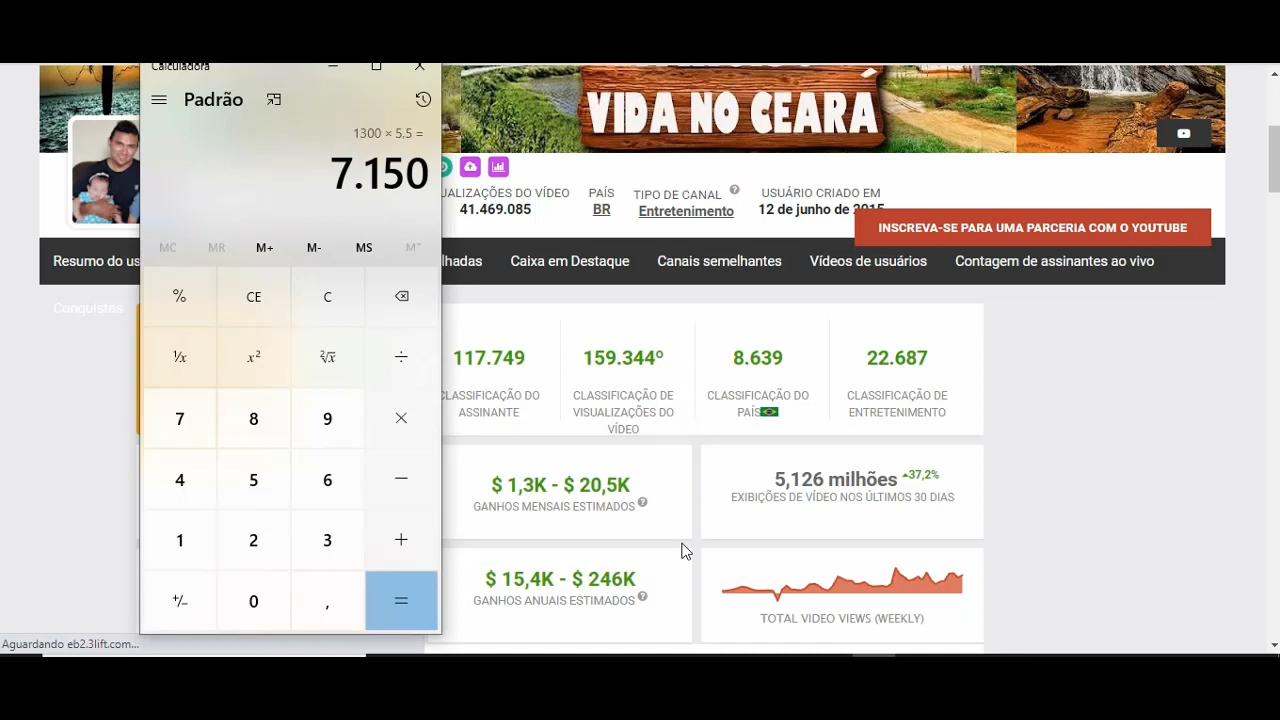 Calculadora
Padrão
1300 × 5,5 =
7.150
MC MR M+ M- MS
% CE C
¹/x x² ²√x ÷
7 8 9 ×
4 5 6 −
1 2 3 +
+/− 0 , =
VIDA NO CEARÁ
UALIZAÇÕES DO VÍDEO
41.469.085
PAÍS
BR
TIPO DE CANAL ?
Entretenimento
USUÁRIO CRIADO EM
12 de junho de 2015
INSCREVA-SE PARA UMA PARCERIA COM O YOUTUBE
Resumo do us lhadas Caixa em Destaque Canais semelhantes Vídeos de usuários Contagem de assinantes ao vivo
Conquistas
117.749
CLASSIFICAÇÃO DO
ASSINANTE
159.344º
CLASSIFICAÇÃO DE
VISUALIZAÇÕES DO
VÍDEO
8.639
CLASSIFICAÇÃO DO
PAÍS
22.687
CLASSIFICAÇÃO DE
ENTRETENIMENTO
$ 1,3K - $ 20,5K
GANHOS MENSAIS ESTIMADOS ?
5,126 milhões 37,2%
EXIBIÇÕES DE VÍDEO NOS ÚLTIMOS 30 DIAS
$ 15,4K - $ 246K
GANHOS ANUAIS ESTIMADOS ?
TOTAL VIDEO VIEWS (WEEKLY)
Aguardando eb2.3lift.com...